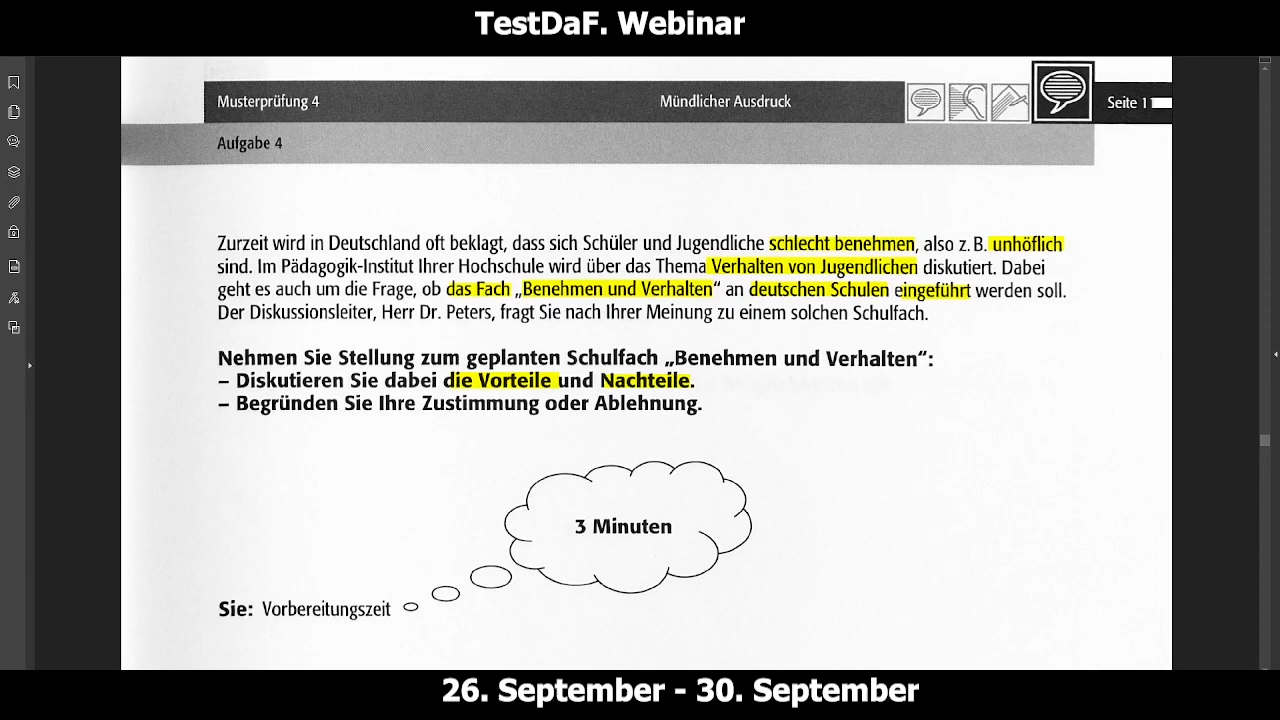 TestDaF. Webinar
Musterprüfung 4
Mündlicher Ausdruck
Seite
Aufgabe 4
Zurzeit wird in Deutschland oft beklagt, dass sich Schüler und Jugendliche schlecht benehmen, also z. B. unhöflich
sind. Im Pädagogik-Institut Ihrer Hochschule wird über das Thema Verhalten von Jugendlichen diskutiert. Dabei
geht es auch um die Frage, ob das Fach „Benehmen und Verhalten“ an deutschen Schulen eingeführt werden soll.
Der Diskussionsleiter, Herr Dr. Peters, fragt Sie nach Ihrer Meinung zu einem solchen Schulfach.
Nehmen Sie Stellung zum geplanten Schulfach „Benehmen und Verhalten“:
– Diskutieren Sie dabei die Vorteile und Nachteile.
– Begründen Sie Ihre Zustimmung oder Ablehnung.
3 Minuten
Sie: Vorbereitungszeit
26. September - 30. September